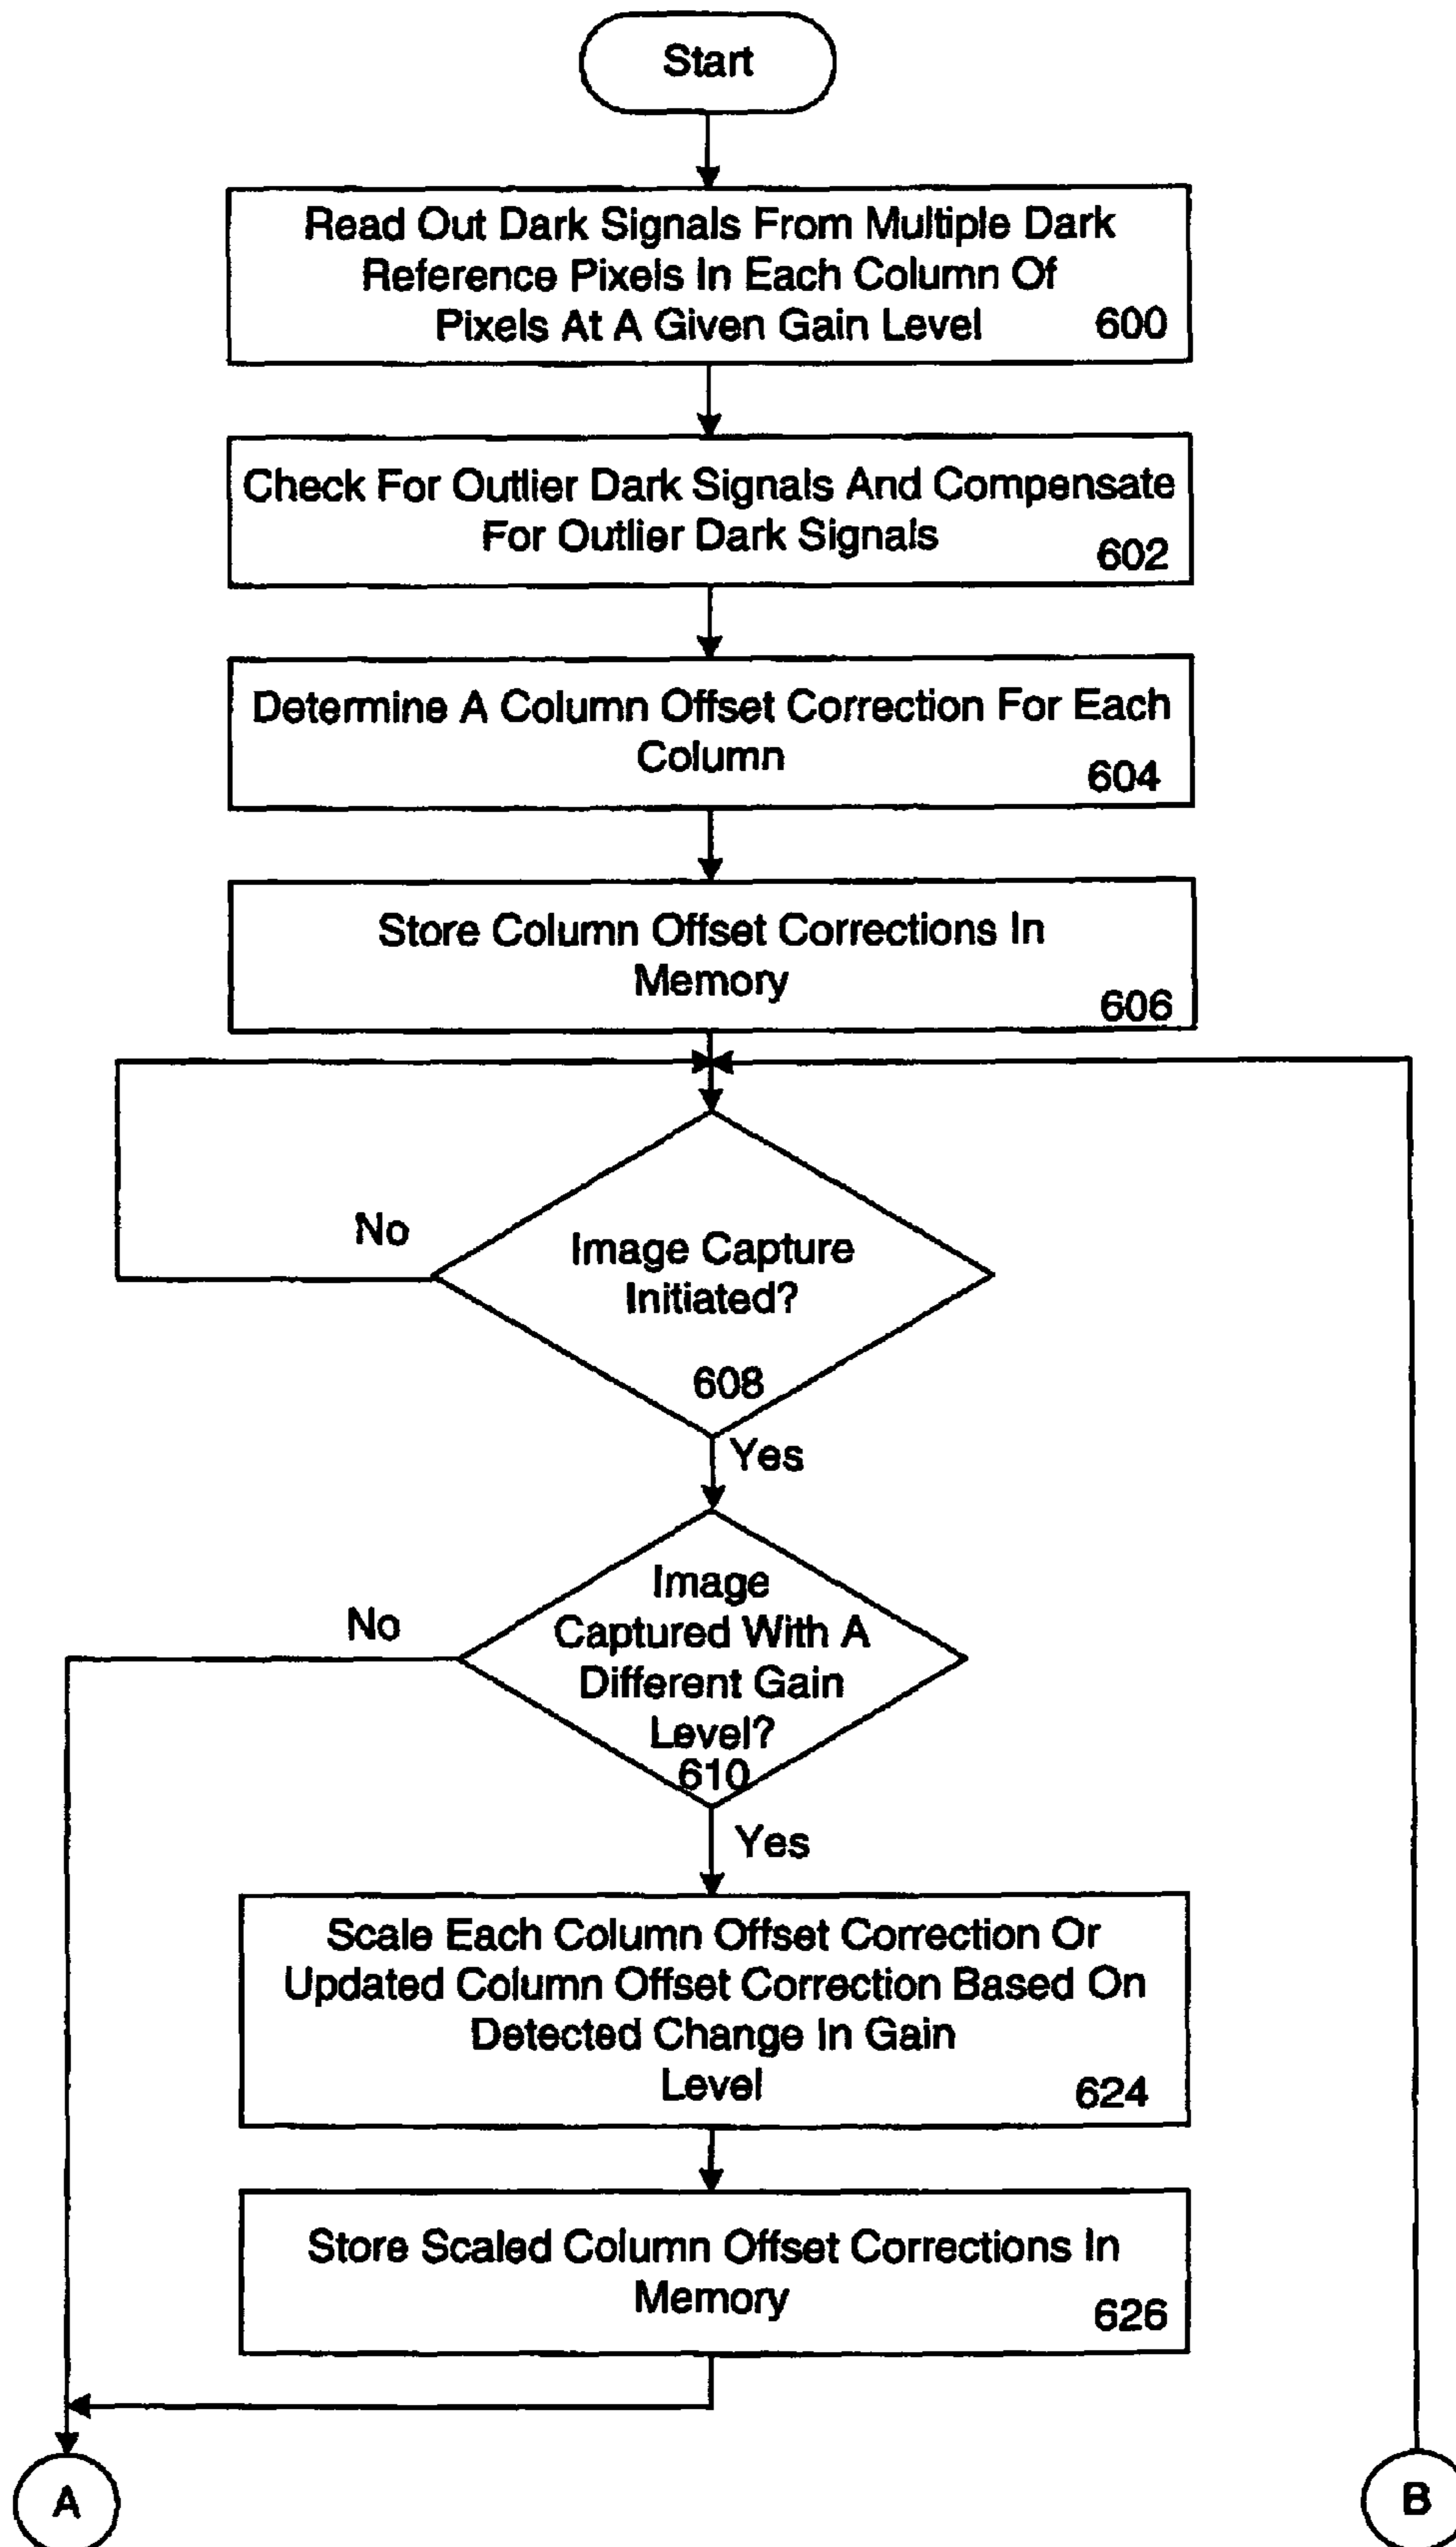 Start
Read Out Dark Signals From Multiple Dark
Reference Pixels In Each Column Of
Pixels At A Given Gain Level
600
Check For Outlier Dark Signals And Compensate
For Outlier Dark Signals
602
Determine A Column Offset Correction For Each
Column
604
Store Column Offset Corrections In
Memory
606
No
Image Capture
Initiated?
608
Yes
No
Image
Captured With A
Different Gain
Level?
610
Yes
Scale Each Column Offset Correction Or
Updated Column Offset Correction Based On
Detected Change In Gain
Level
624
Store Scaled Column Offset Corrections In
Memory
626
A
B